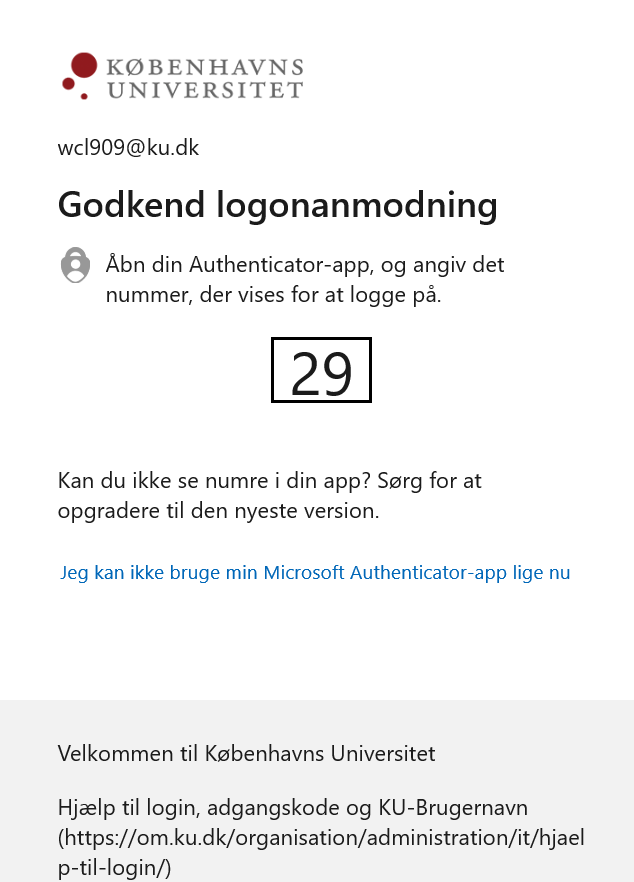 KØBENHAVNS
UNIVERSITET
wcl909@ku.dk
Godkend logonanmodning
Åbn din Authenticator-app, og angiv det
nummer, der vises for at logge på.
29
Kan du ikke se numre i din app? Sørg for at
opgradere til den nyeste version.
Jeg kan ikke bruge min Microsoft Authenticator-app lige nu
Velkommen til Københavns Universitet
Hjælp til login, adgangskode og KU-Brugernavn
(https://om.ku.dk/organisation/administration/it/hjael
p-til-login/)